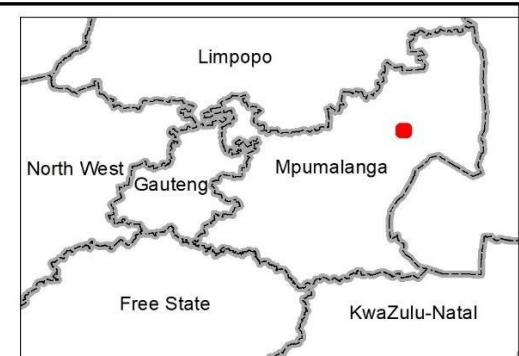 Limpopo
North West
Gauteng
Mpumalanga
Free State
KwaZulu-Natal